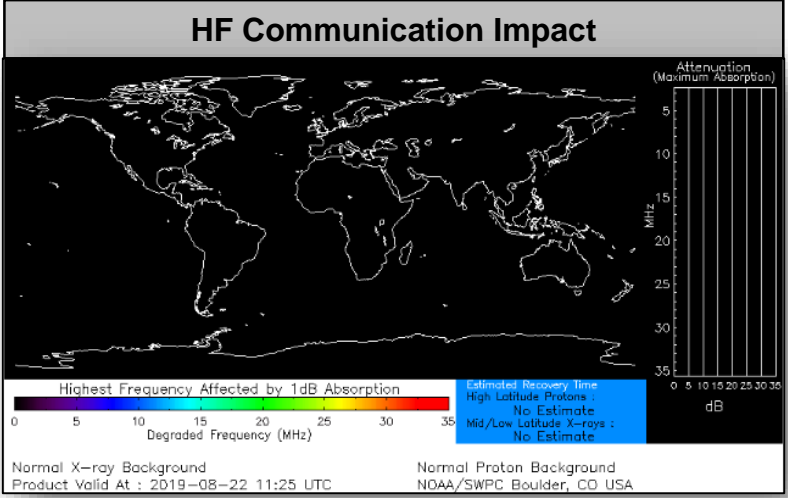 HF Communication Impact
Attenuation
(Maximum Absorption)
5
10
15
20
25
30
35
MHz
0 5 10 15 20 25 30 35
dB
Highest Frequency Affected by 1dB Absorption
0 5 10 15 20 25 30 35
Degraded Frequency (MHz)
Estimated Recovery Time
High Latitude Protons :
No Estimate
Mid/Low Latitude X-rays :
No Estimate
Normal X-ray Background
Normal Proton Background
Product Valid At : 2019-08-22 11:25 UTC
NOAA/SWPC Boulder, CO USA